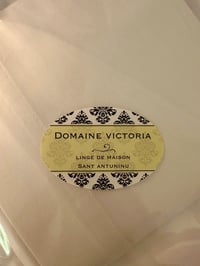 DOMAINE VICTORIA
LINGE DE MAISON
SANT ANTUNINU